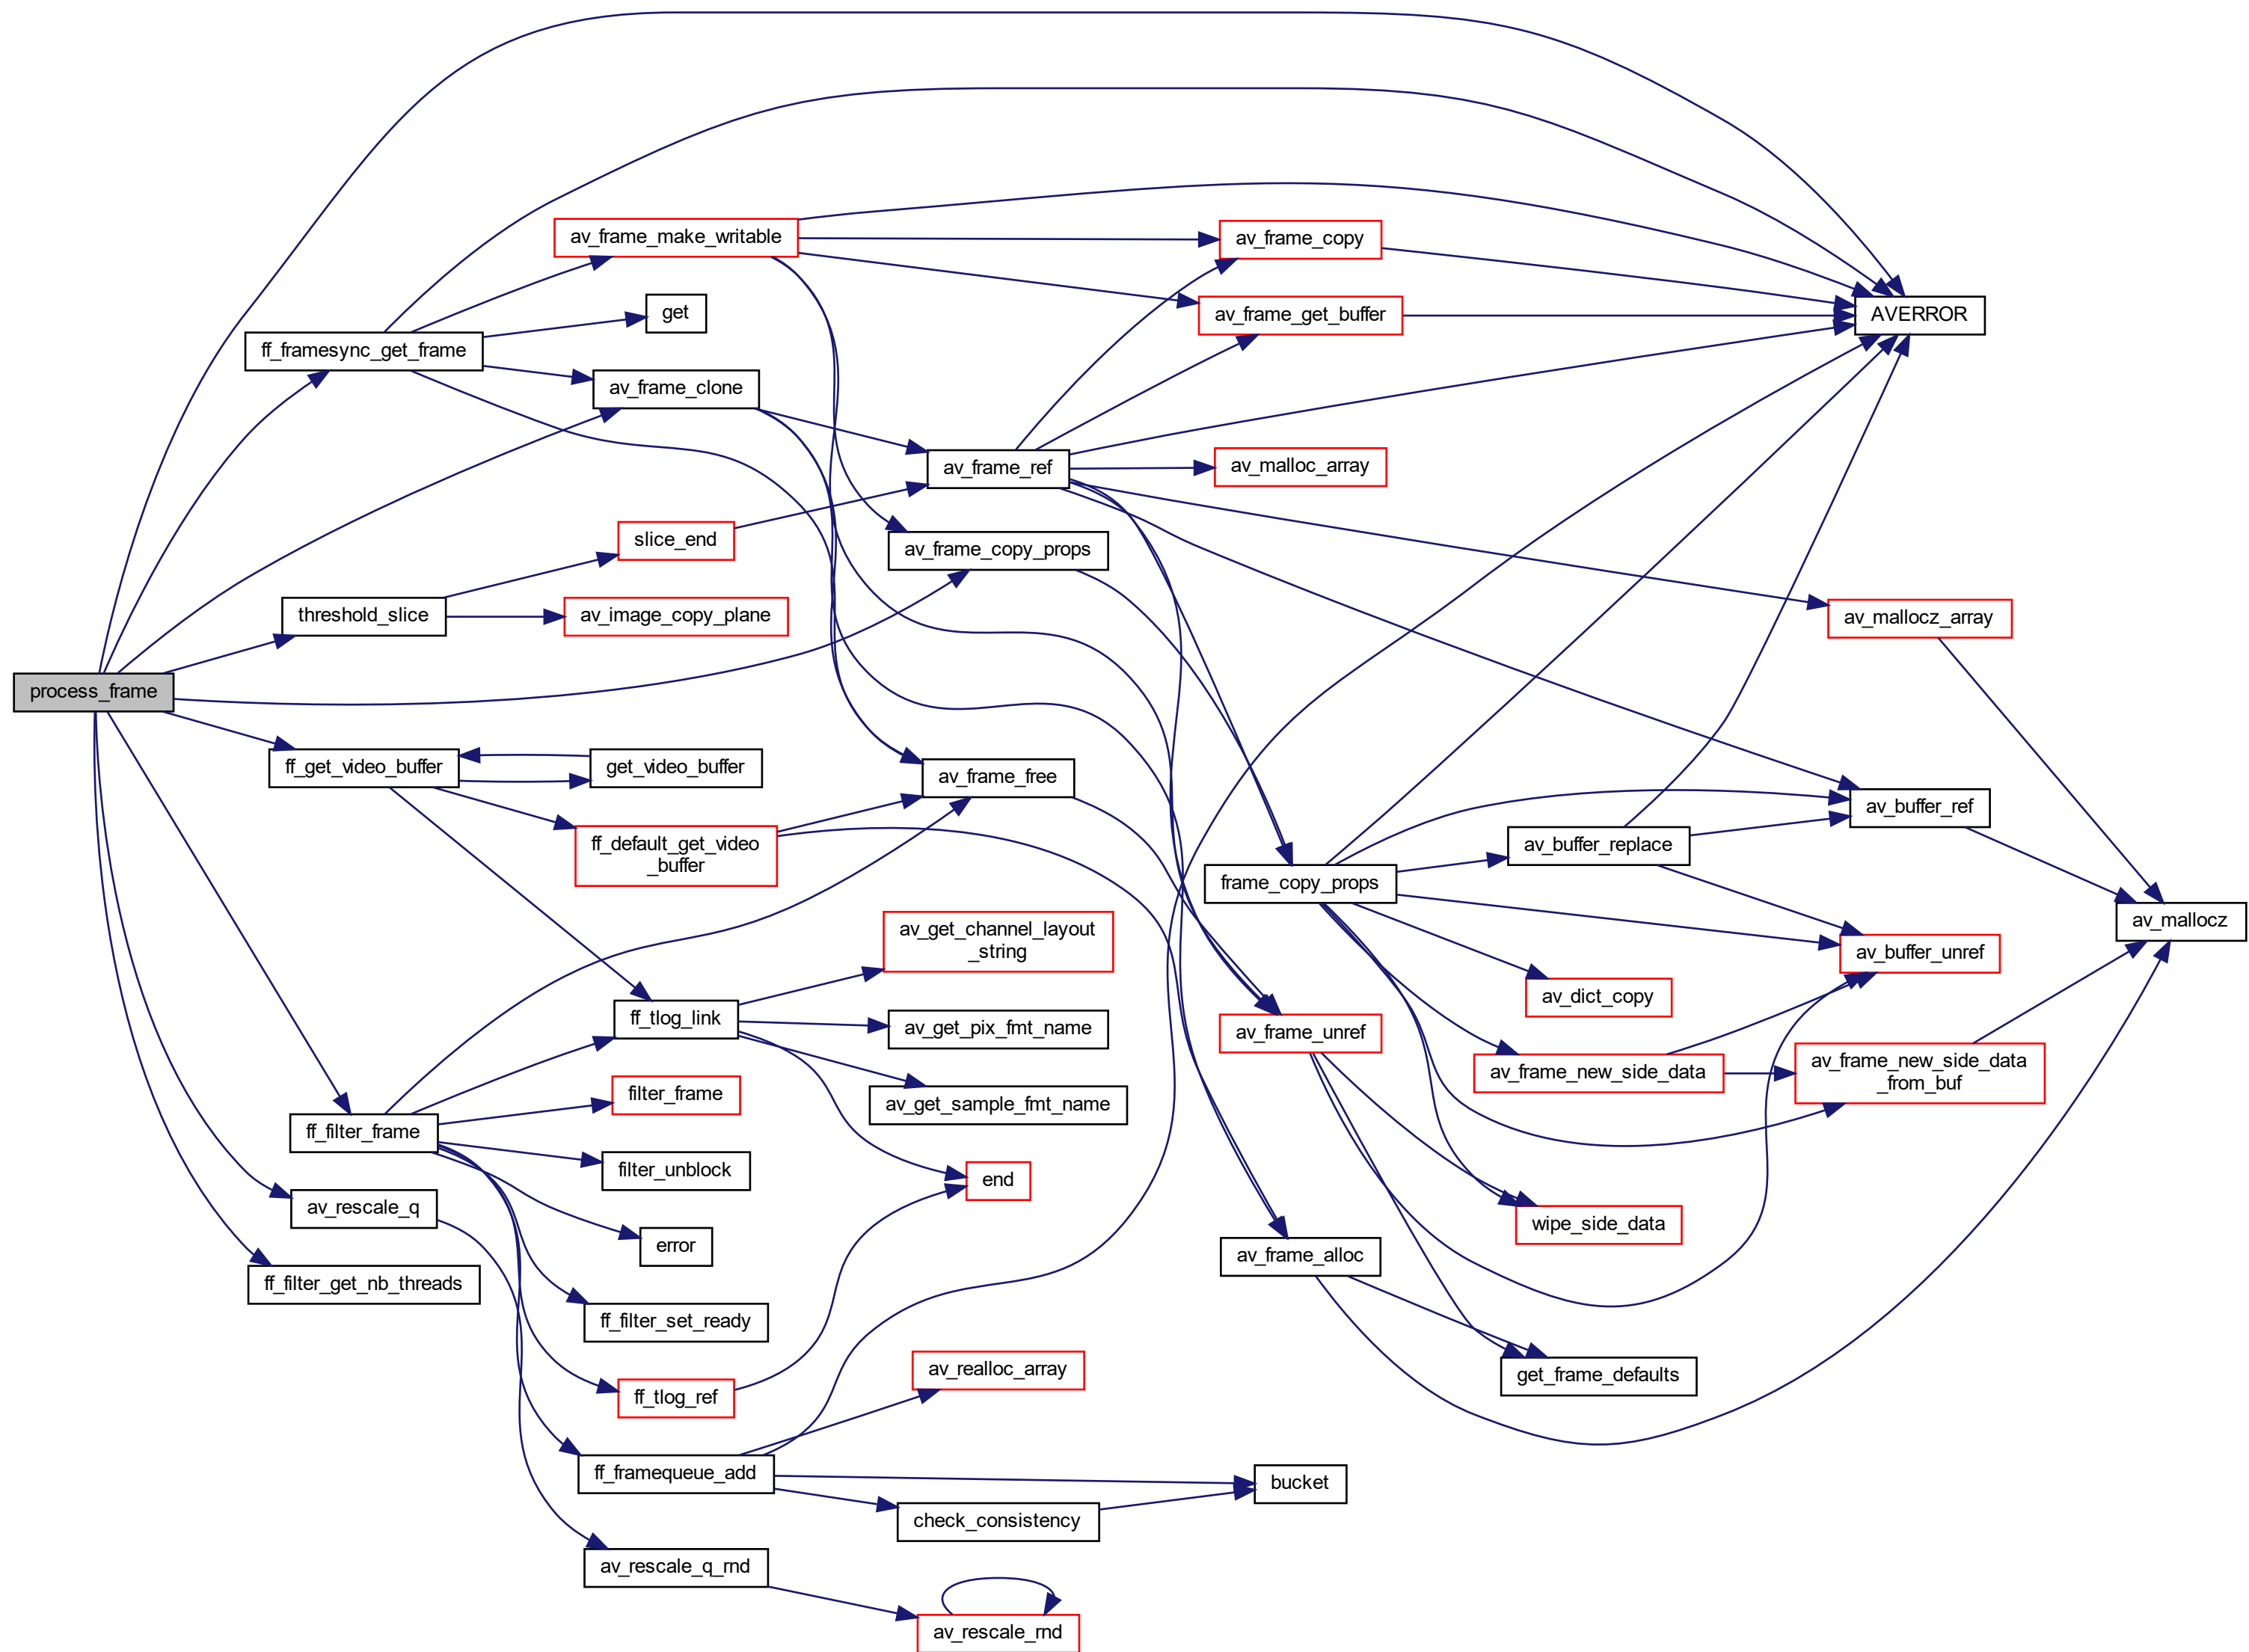 av_frame_make_writable
av_frame_copy
get
av_frame_get_buffer
AVERROR
ff_framesync_get_frame
av_frame_clone
av_frame_ref
av_malloc_array
slice_end
av_frame_copy_props
threshold_slice
av_image_copy_plane
av_mallocz_array
process_frame
ff_get_video_buffer
get_video_buffer
av_frame_free
av_buffer_ref
ff_default_get_video
_buffer
av_buffer_replace
frame_copy_props
av_mallocz
av_get_channel_layout
_string
av_buffer_unref
av_dict_copy
ff_tlog_link
av_get_pix_fmt_name
av_frame_unref
av_frame_new_side_data
av_frame_new_side_data
_from_buf
filter_frame
av_get_sample_fmt_name
ff_filter_frame
filter_unblock
end
av_rescale_q
wipe_side_data
error
av_frame_alloc
ff_filter_get_nb_threads
ff_filter_set_ready
av_realloc_array
get_frame_defaults
ff_tlog_ref
ff_framequeue_add
bucket
check_consistency
av_rescale_q_rnd
av_rescale_rnd